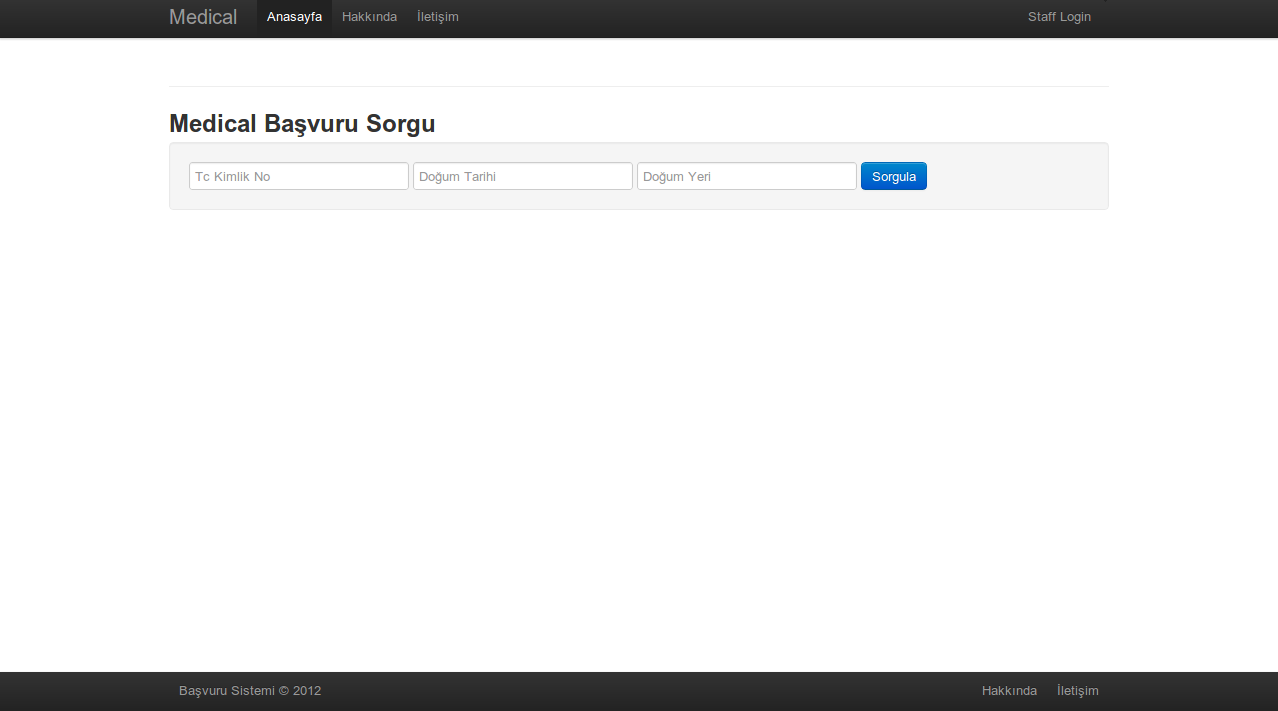 Medical Anasayfa Hakkında İletişim Staff Login
Medical Başvuru Sorgu
Tc Kimlik No Doğum Tarihi Doğum Yeri Sorgula
Başvuru Sistemi © 2012 Hakkında İletişim